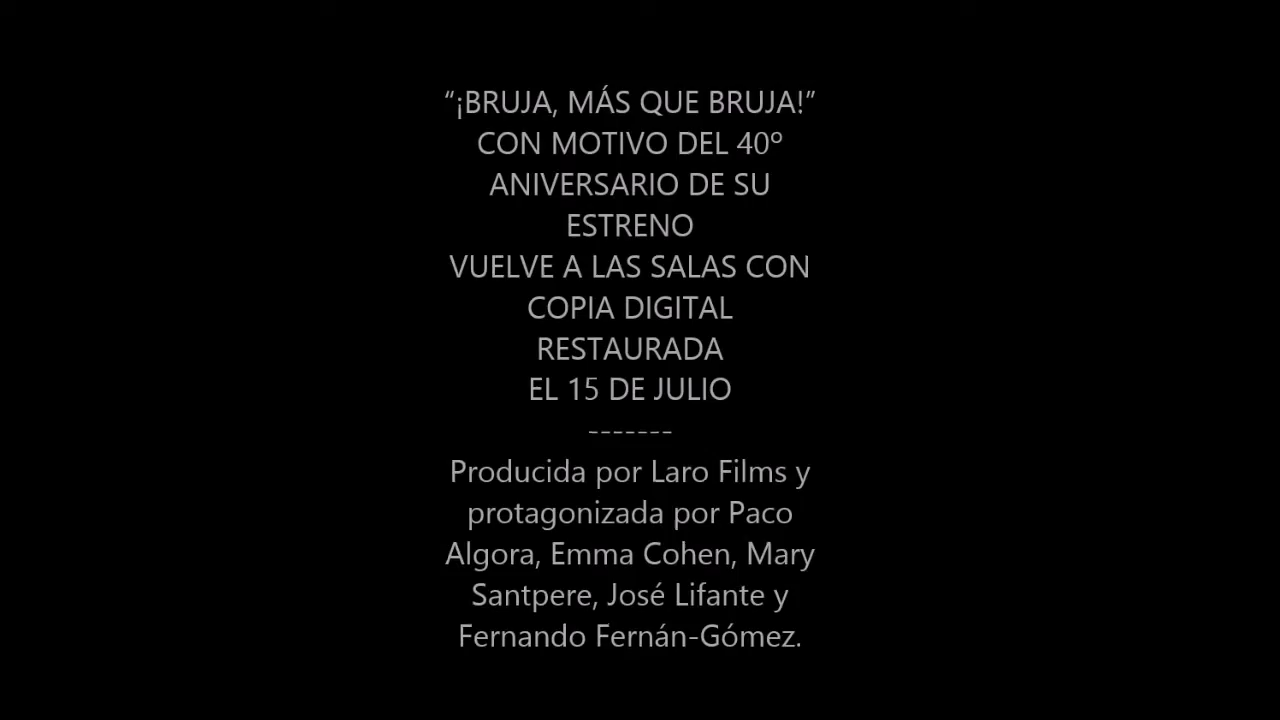 “¡BRUJA, MÁS QUE BRUJA!”
CON MOTIVO DEL 40º
ANIVERSARIO DE SU
ESTRENO
VUELVE A LAS SALAS CON
COPIA DIGITAL
RESTAURADA
EL 15 DE JULIO
-------
Producida por Laro Films y
protagonizada por Paco
Algora, Emma Cohen, Mary
Santpere, José Lifante y
Fernando Fernán-Gómez.